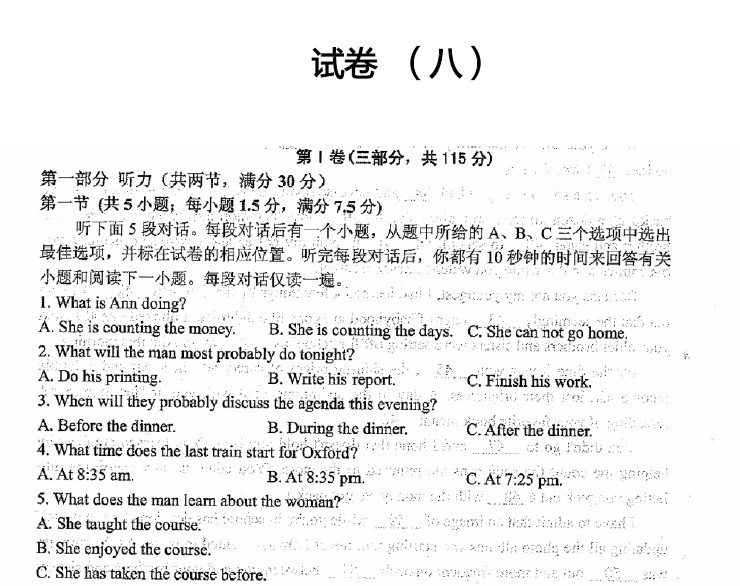 试卷 （八）
第Ⅰ卷(三部分，共 115 分)
第一部分 听力（共两节，满分 30 分）
第一节 (共 5 小题；每小题 1.5 分，满分 7.5 分)
听下面 5 段对话。每段对话后有一个小题，从题中所给的 A、B、C 三个选项中选出
最佳选项，并标在试卷的相应位置。听完每段对话后，你都有 10 秒钟的时间来回答有关
小题和阅读下一小题。每段对话仅读一遍。
1. What is Ann doing?
A. She is counting the money. B. She is counting the days. C. She can not go home.
2. What will the man most probably do tonight?
A. Do his printing. B. Write his report. C. Finish his work.
3. When will they probably discuss the agenda this evening?
A. Before the dinner. B. During the dinner. C. After the dinner.
4. What time does the last train start for Oxford?
A. At 8:35 am. B. At 8:35 pm. C. At 7:25 pm.
5. What does the man learn about the woman?
A. She taught the course.
B. She enjoyed the course.
C. She has taken the course before.